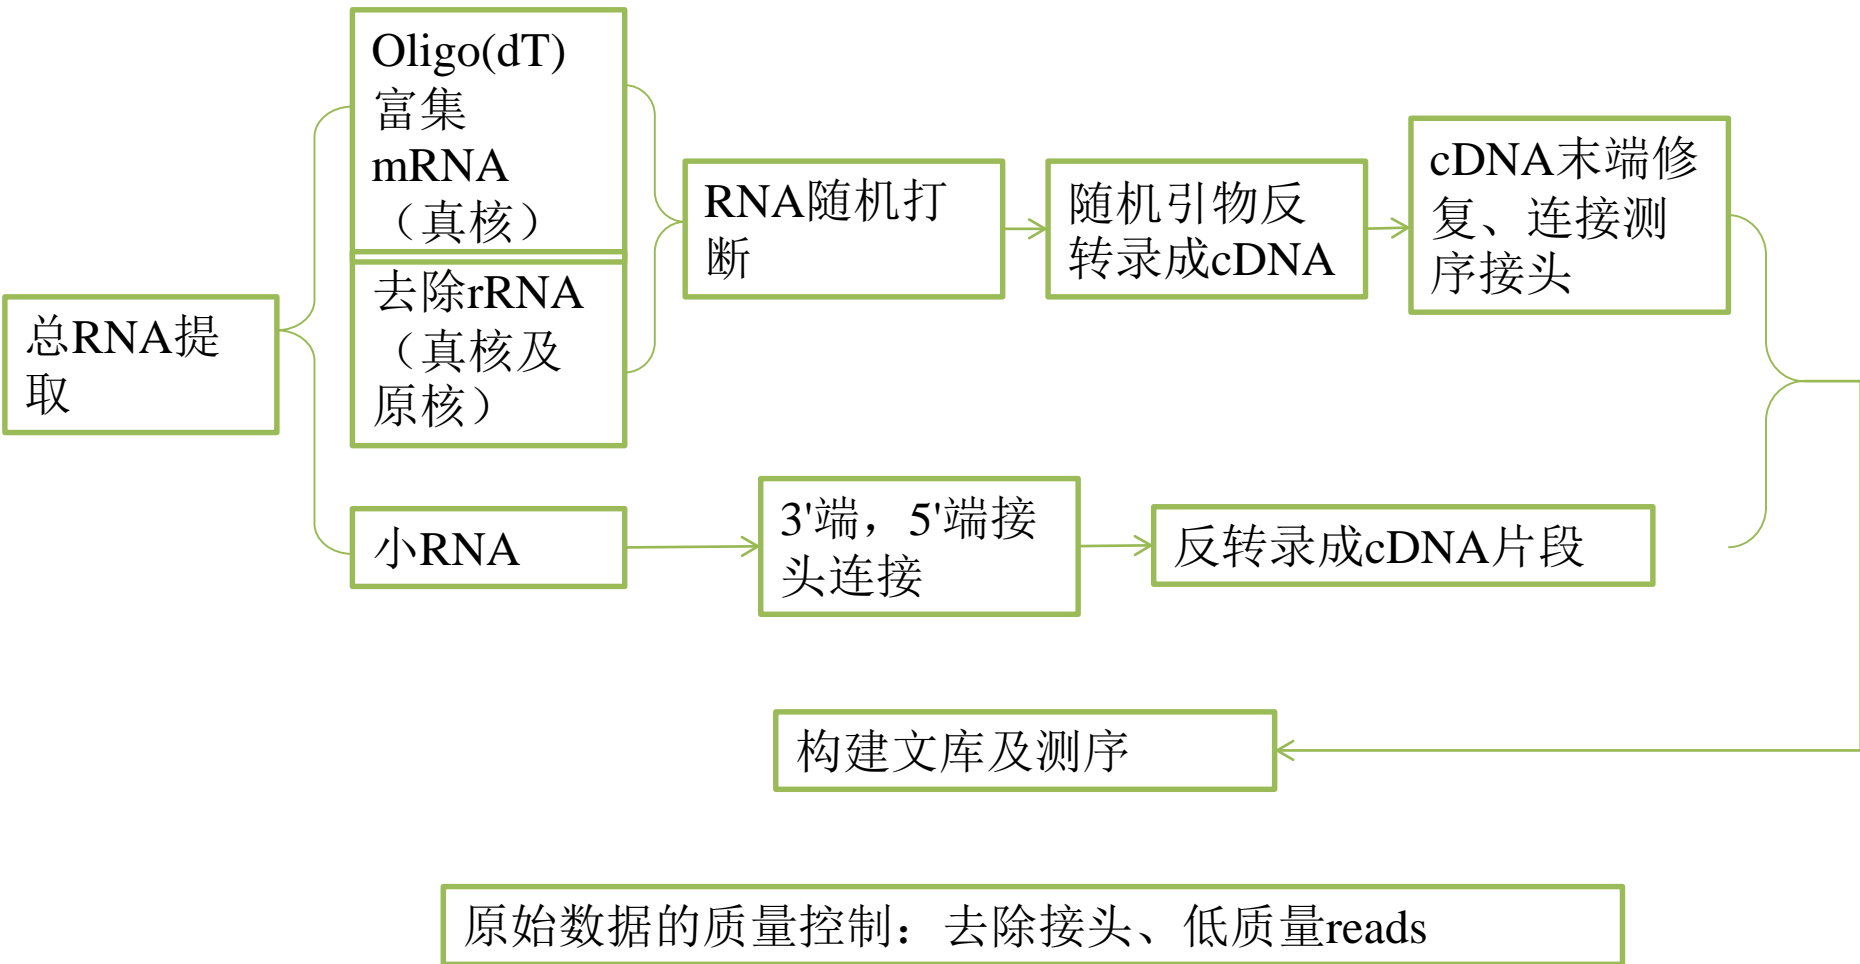 总RNA提
取
Oligo(dT)
富集
mRNA
（真核）
去除rRNA
（真核及
原核）
RNA随机打
断
随机引物反
转录成cDNA
cDNA末端修
复、连接测
序接头
小RNA
3'端，5'端接
头连接
反转录成cDNA片段
构建文库及测序
原始数据的质量控制：去除接头、低质量reads